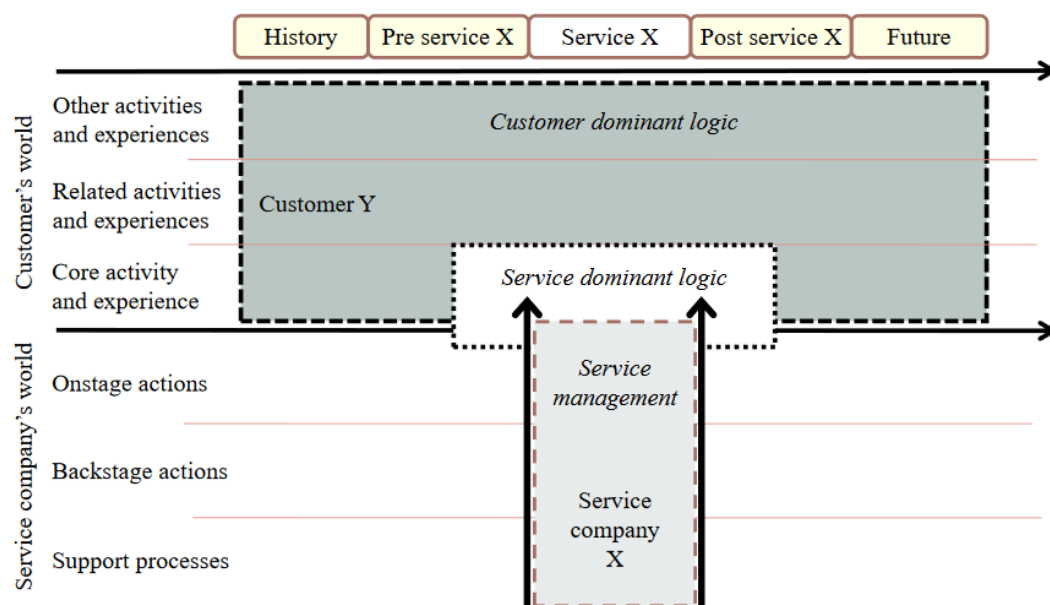 History
Pre service X
Service X
Post service X
Future
Customer's world
Other activities
and experiences
Customer dominant logic
Related activities
and experiences
Customer Y
Core activity
and experience
Service dominant logic
Service company's world
Onstage actions
Service
management
Backstage actions
Service
company
X
Support processes